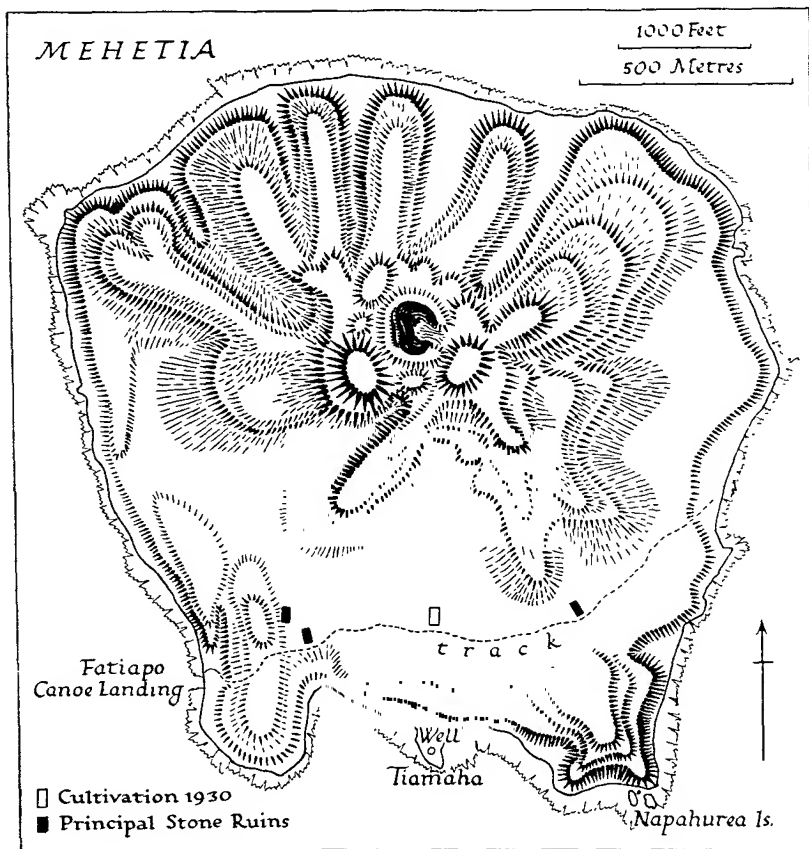 MEHETIA
1000 Feet
500 Metres
track
Fatiapo
Canoe Landing
Well
Tiamaha
Cultivation 1930
Principal Stone Ruins
Napahurea Is.